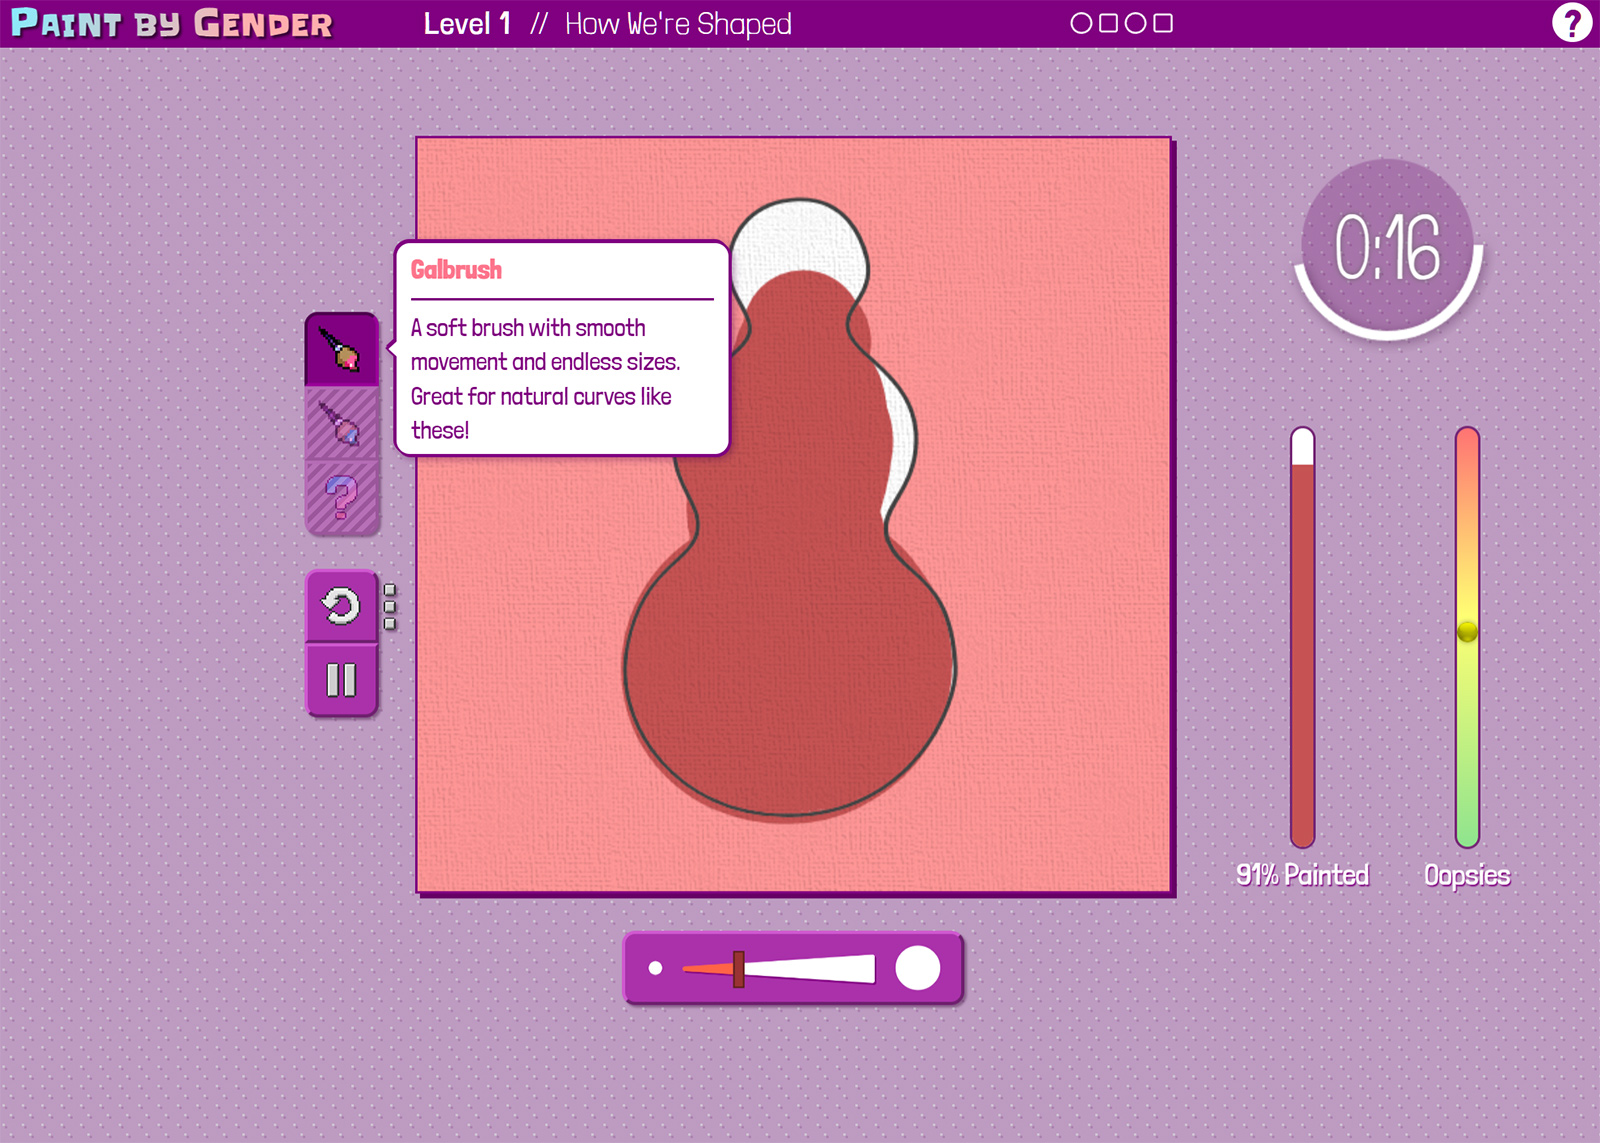 PAINT BY GENDER
Level 1 // How We're Shaped
?
Galbrush
A soft brush with smooth
movement and endless sizes.
Great for natural curves like
these!
?
0:16
91% Painted
Oopsies